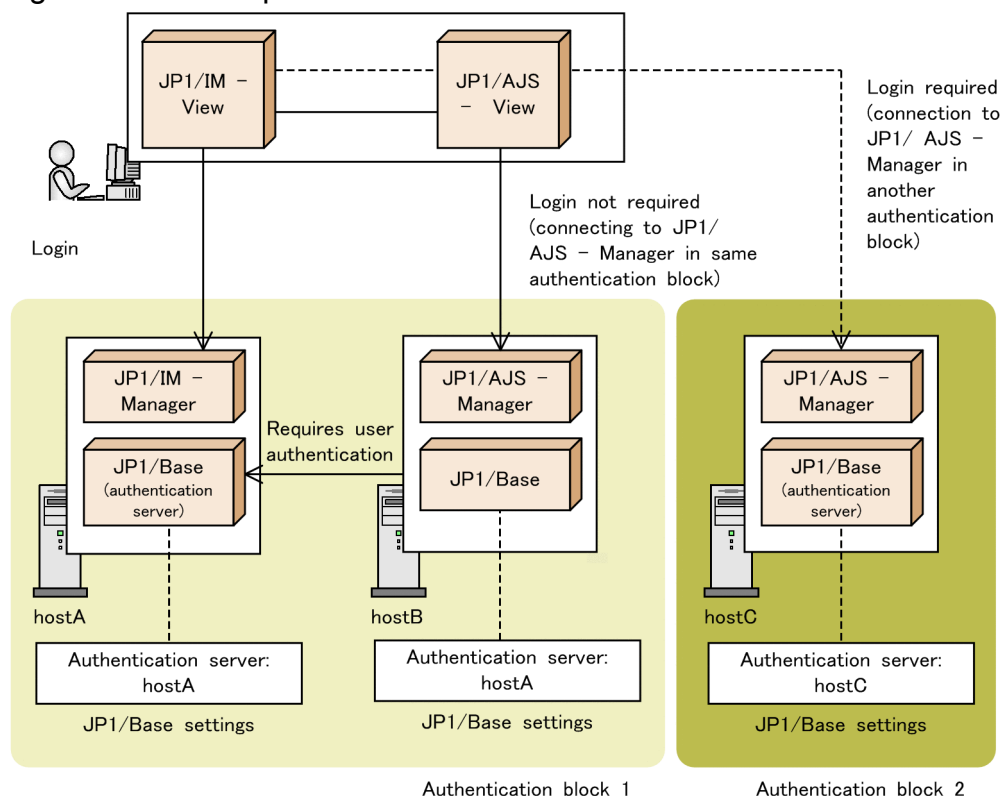 JP1/IM -
View
JP1/AJS
- View
Login required
(connection to
JP1/ AJS -
Manager in
another
authentication
block)
Login not required
(connecting to JP1/
AJS - Manager in same
authentication block)
Login
JP1/IM -
Manager
JP1/AJS -
Manager
JP1/AJS -
Manager
Requires user
authentication
JP1/Base
(authentication
server)
JP1/Base
JP1/Base
(authentication
server)
hostA
hostB
hostC
Authentication server:
hostA
Authentication server:
hostA
Authentication server:
hostC
JP1/Base settings
JP1/Base settings
JP1/Base settings
Authentication block 1
Authentication block 2